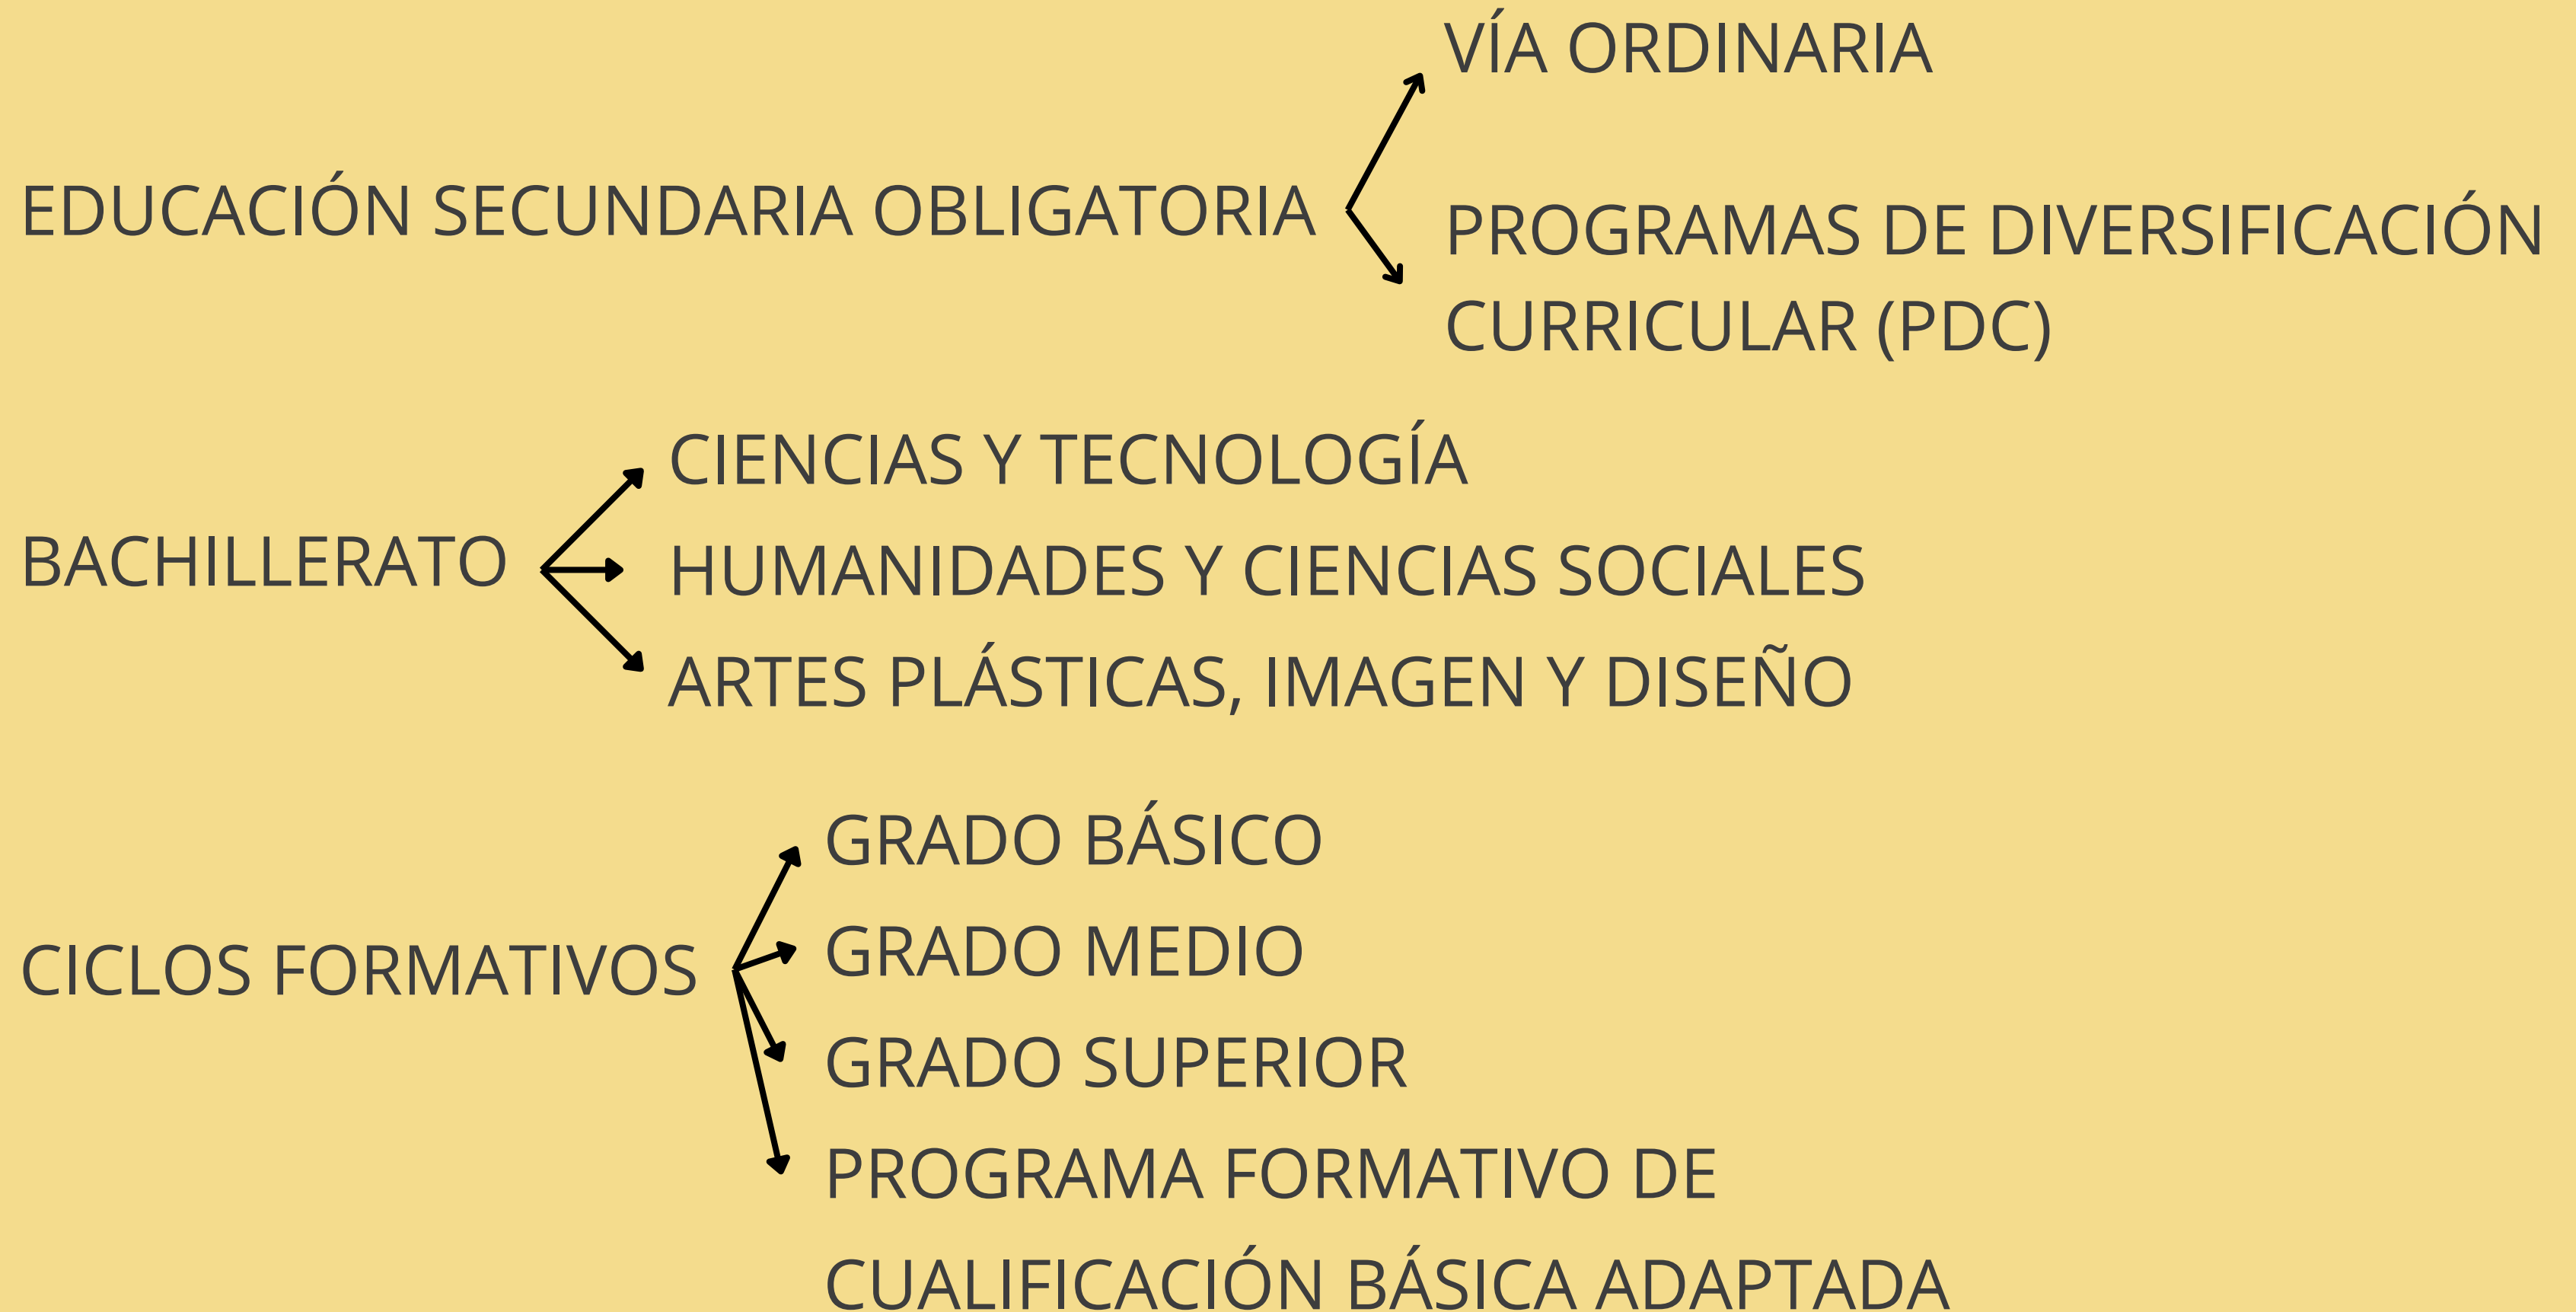 VÍA ORDINARIA
EDUCACIÓN SECUNDARIA OBLIGATORIA
PROGRAMAS DE DIVERSIFICACIÓN
CURRICULAR (PDC)
CIENCIAS Y TECNOLOGÍA
BACHILLERATO
HUMANIDADES Y CIENCIAS SOCIALES
ARTES PLÁSTICAS, IMAGEN Y DISEÑO
GRADO BÁSICO
GRADO MEDIO
CICLOS FORMATIVOS
GRADO SUPERIOR
PROGRAMA FORMATIVO DE
CUALIFICACIÓN BÁSICA ADAPTADA